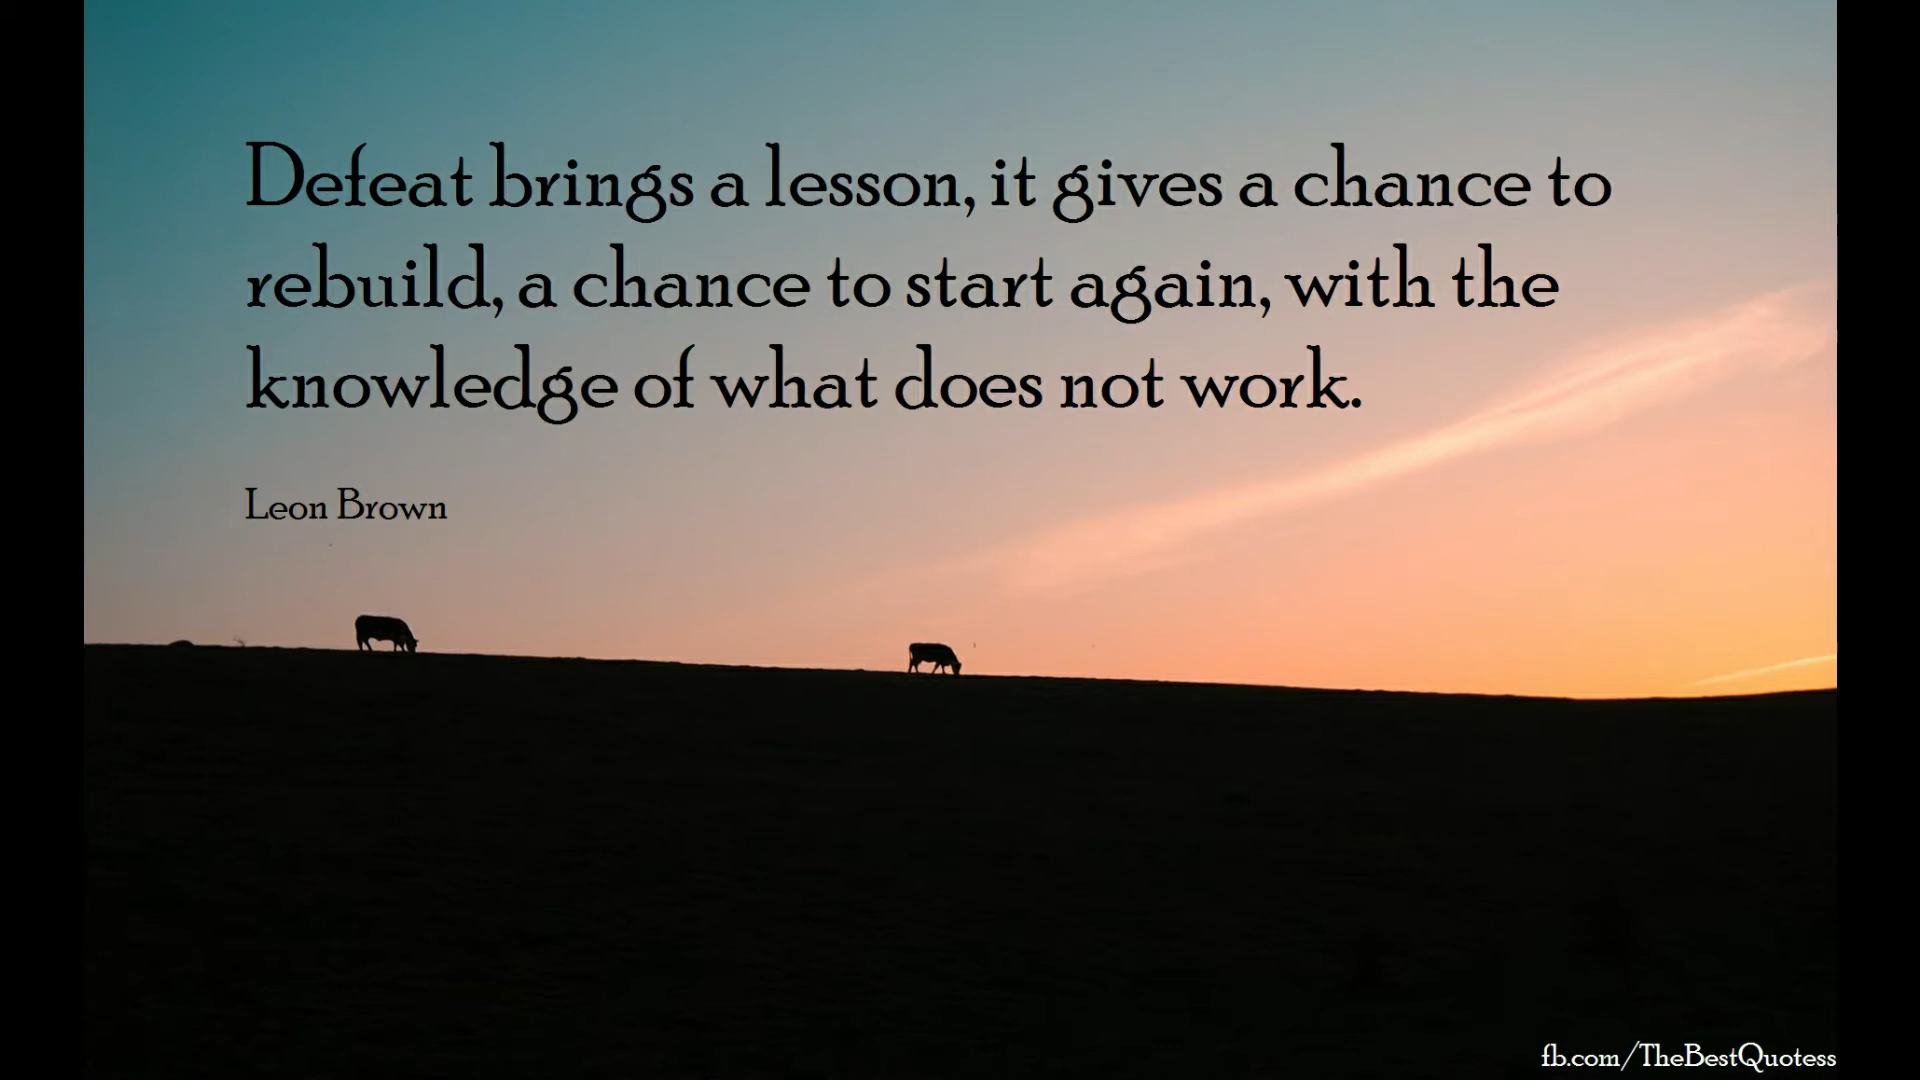 Defeat brings a lesson, it gives a chance to
rebuild, a chance to start again, with the
knowledge of what does not work.
Leon Brown
fb.com/TheBestQuotess